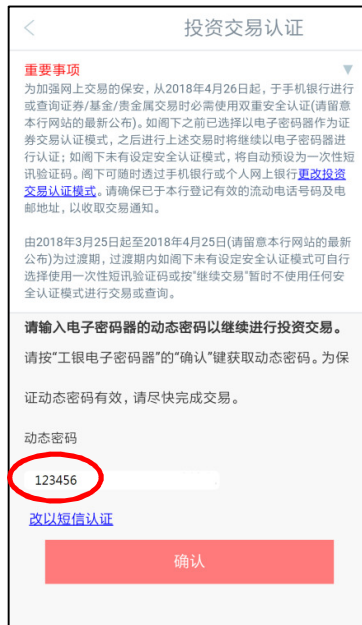 投资交易认证
重要事项
为加强网上交易的保安，从2018年4月26日起，于手机银行进行
或查询证券/基金/贵金属交易时必需使用双重安全认证(请留意
本行网站的最新公布)。如阁下之前已选择以电子密码器作为证
券交易认证模式，之后进行上述交易时将继续以电子密码器进
行认证；如阁下未有设定安全认证模式，将自动预设为一次性短
讯验证码。阁下可随时透过手机银行或个人网上银行更改投资
交易认证模式。请确保已于本行登记有效的流动电话号码及电
邮地址，以收取交易通知。
由2018年3月25日起至2018年4月25日(请留意本行网站的最新
公布)为过渡期，过渡期内如阁下未有设定安全认证模式可自行
选择使用一次性短讯验证码或按"继续交易"暂时不使用任何安
全认证模式进行交易或查询。
请输入电子密码器的动态密码以继续进行投资交易。
请按“工银电子密码器”的“确认”键获取动态密码。为保
证动态密码有效，请尽快完成交易。
动态密码
123456
改以短信认证
确认